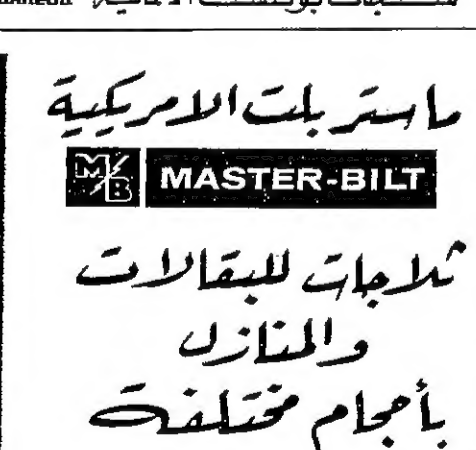 ماستر بلت الامريكية
M/B MASTER-BILT
ثلاجات للبقالات
والمنازل
بأحجام مختلفة